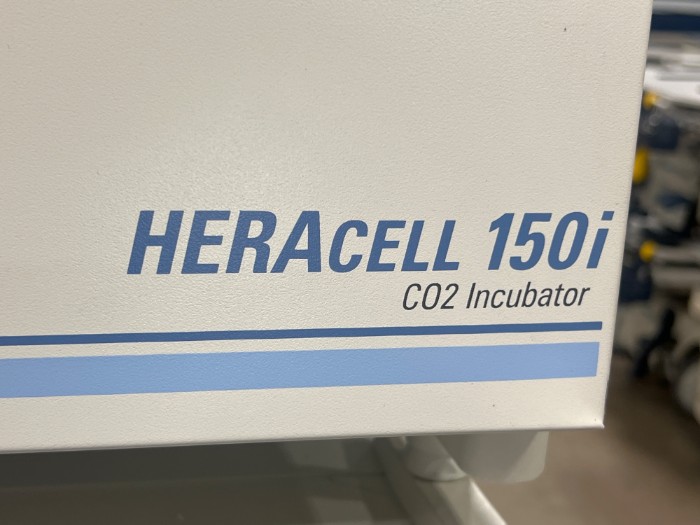 HERACELL 150i
CO2 Incubator